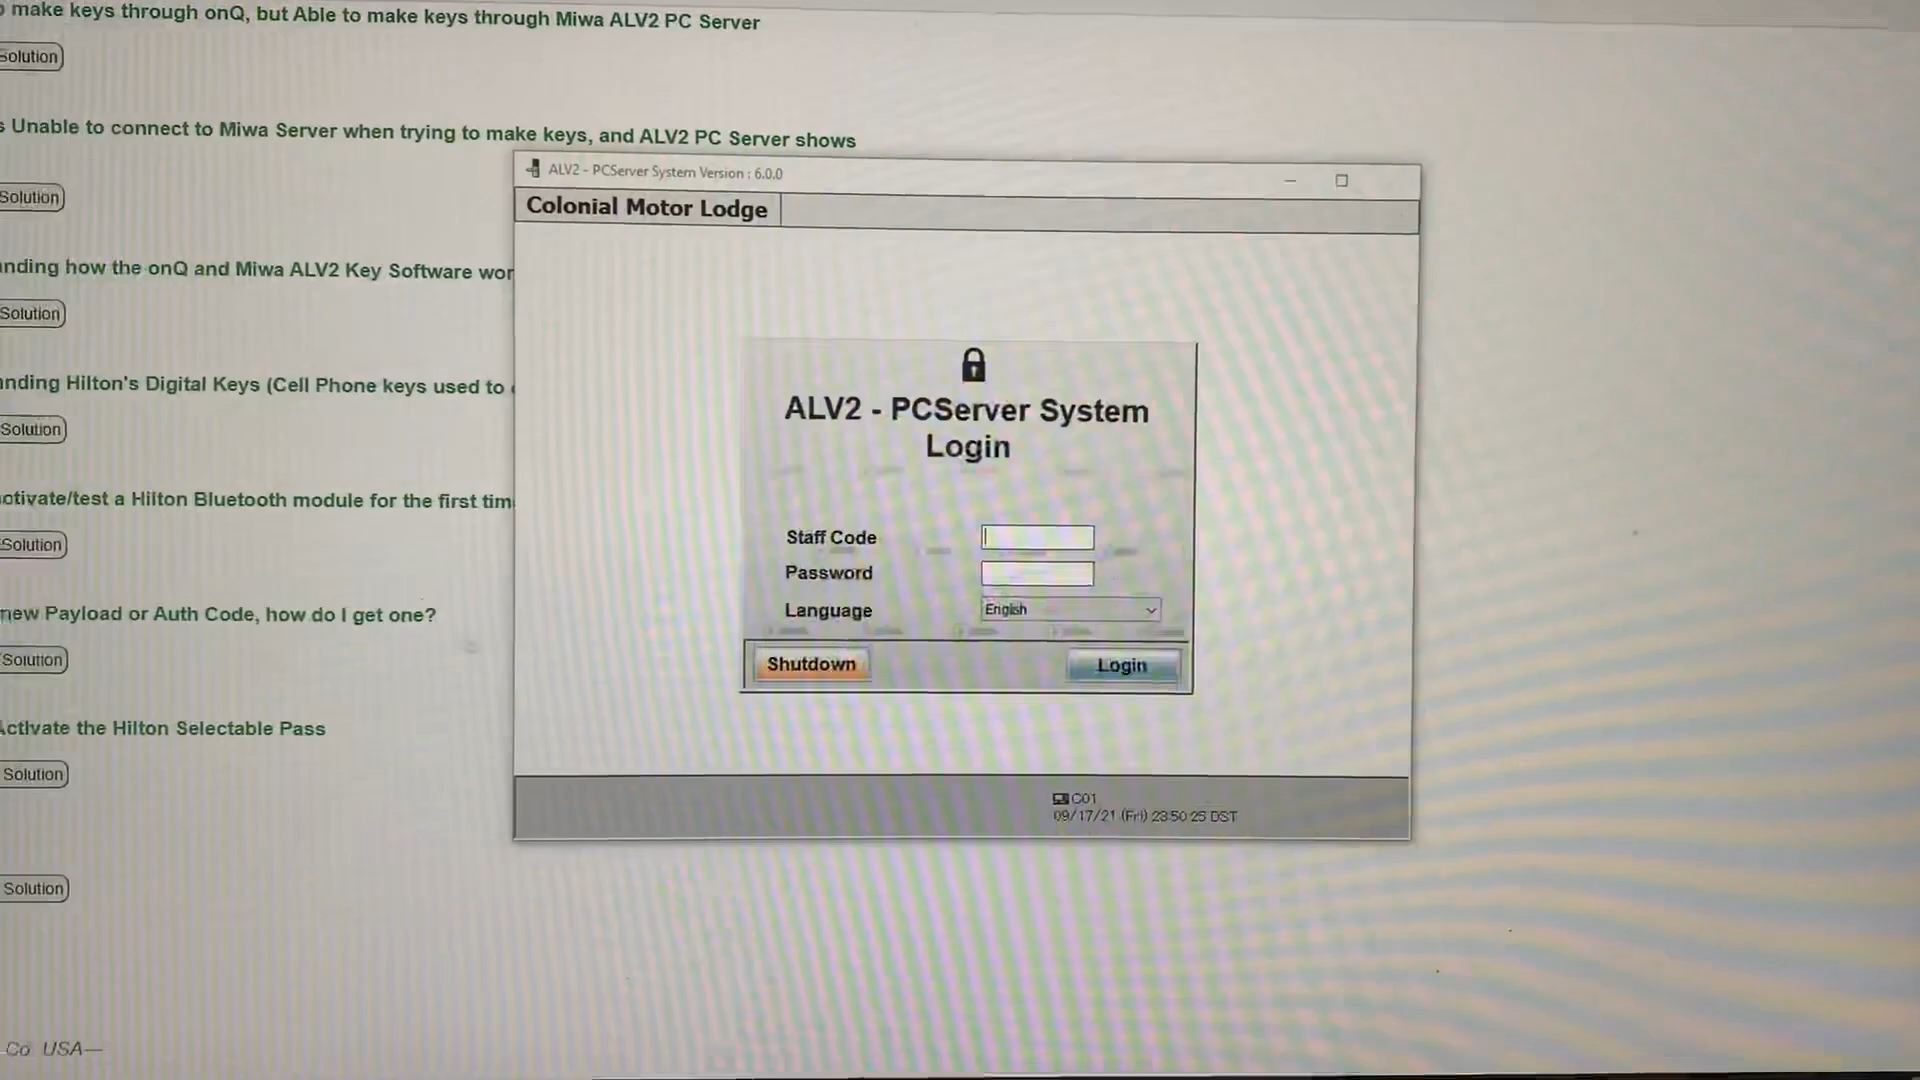 make keys through onQ, but Able to make keys through Miwa ALV2 PC Server
Solution
Unable to connect to Miwa Server when trying to make keys, and ALV2 PC Server shows
Solution
anding how the onQ and Miwa ALV2 Key Software wor
Solution
anding Hilton's Digital Keys (Cell Phone keys used to
Solution
activate/test a Hilton Bluetooth module for the first tim
Solution
new Payload or Auth Code, how do I get one?
Solution
Activate the Hilton Selectable Pass
Solution
Solution
Co USA—
ALV2 - PCServer System Version : 6.0.0
Colonial Motor Lodge
ALV2 - PCServer System
Login
Staff Code
Password
Language English
Shutdown Login
C01
09/17/21 (Fri) 23:50:25 DST